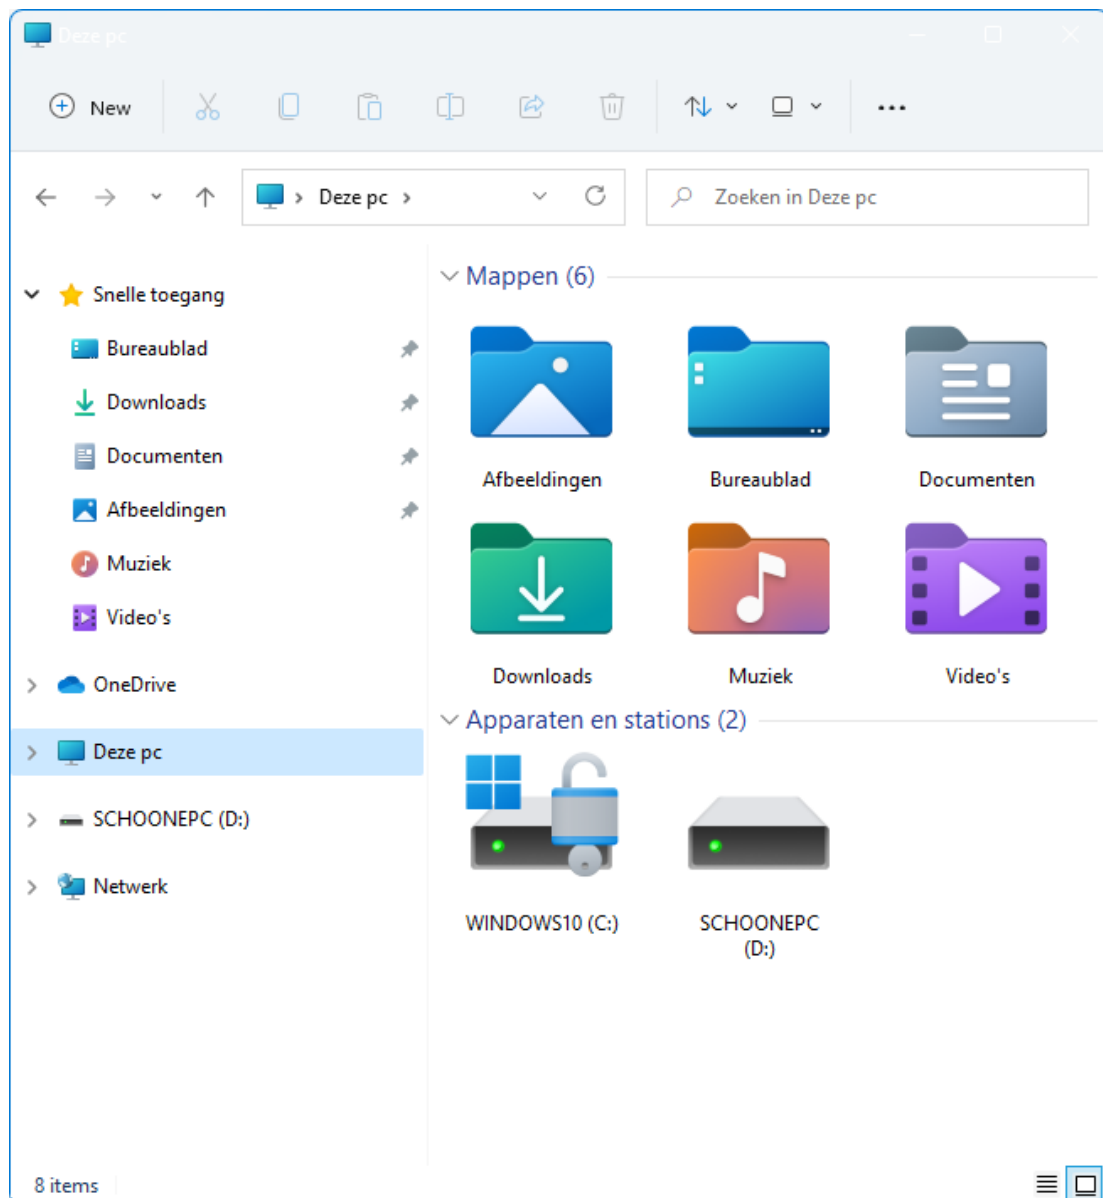 Deze pc
New
Deze pc
Zoeken in Deze pc
Snelle toegang
Bureaublad
Downloads
Documenten
Afbeeldingen
Muziek
Video's
OneDrive
Deze pc
SCHOONEPC (D:)
Netwerk
Mappen (6)
Afbeeldingen
Bureaublad
Documenten
Downloads
Muziek
Video's
Apparaten en stations (2)
WINDOWS10 (C:)
SCHOONEPC
(D:)
8 items